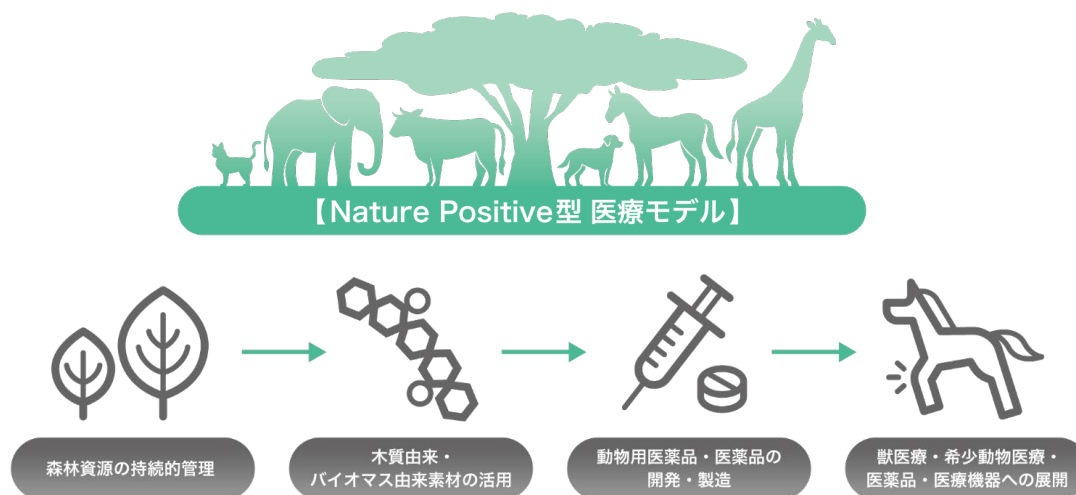 【Nature Positive型 医療モデル】
森林資源の持続的管理
木質由来・
バイオマス由来素材の活用
動物用医薬品・医薬品の
開発・製造
獣医療・希少動物医療・
医薬品・医療機器への展開